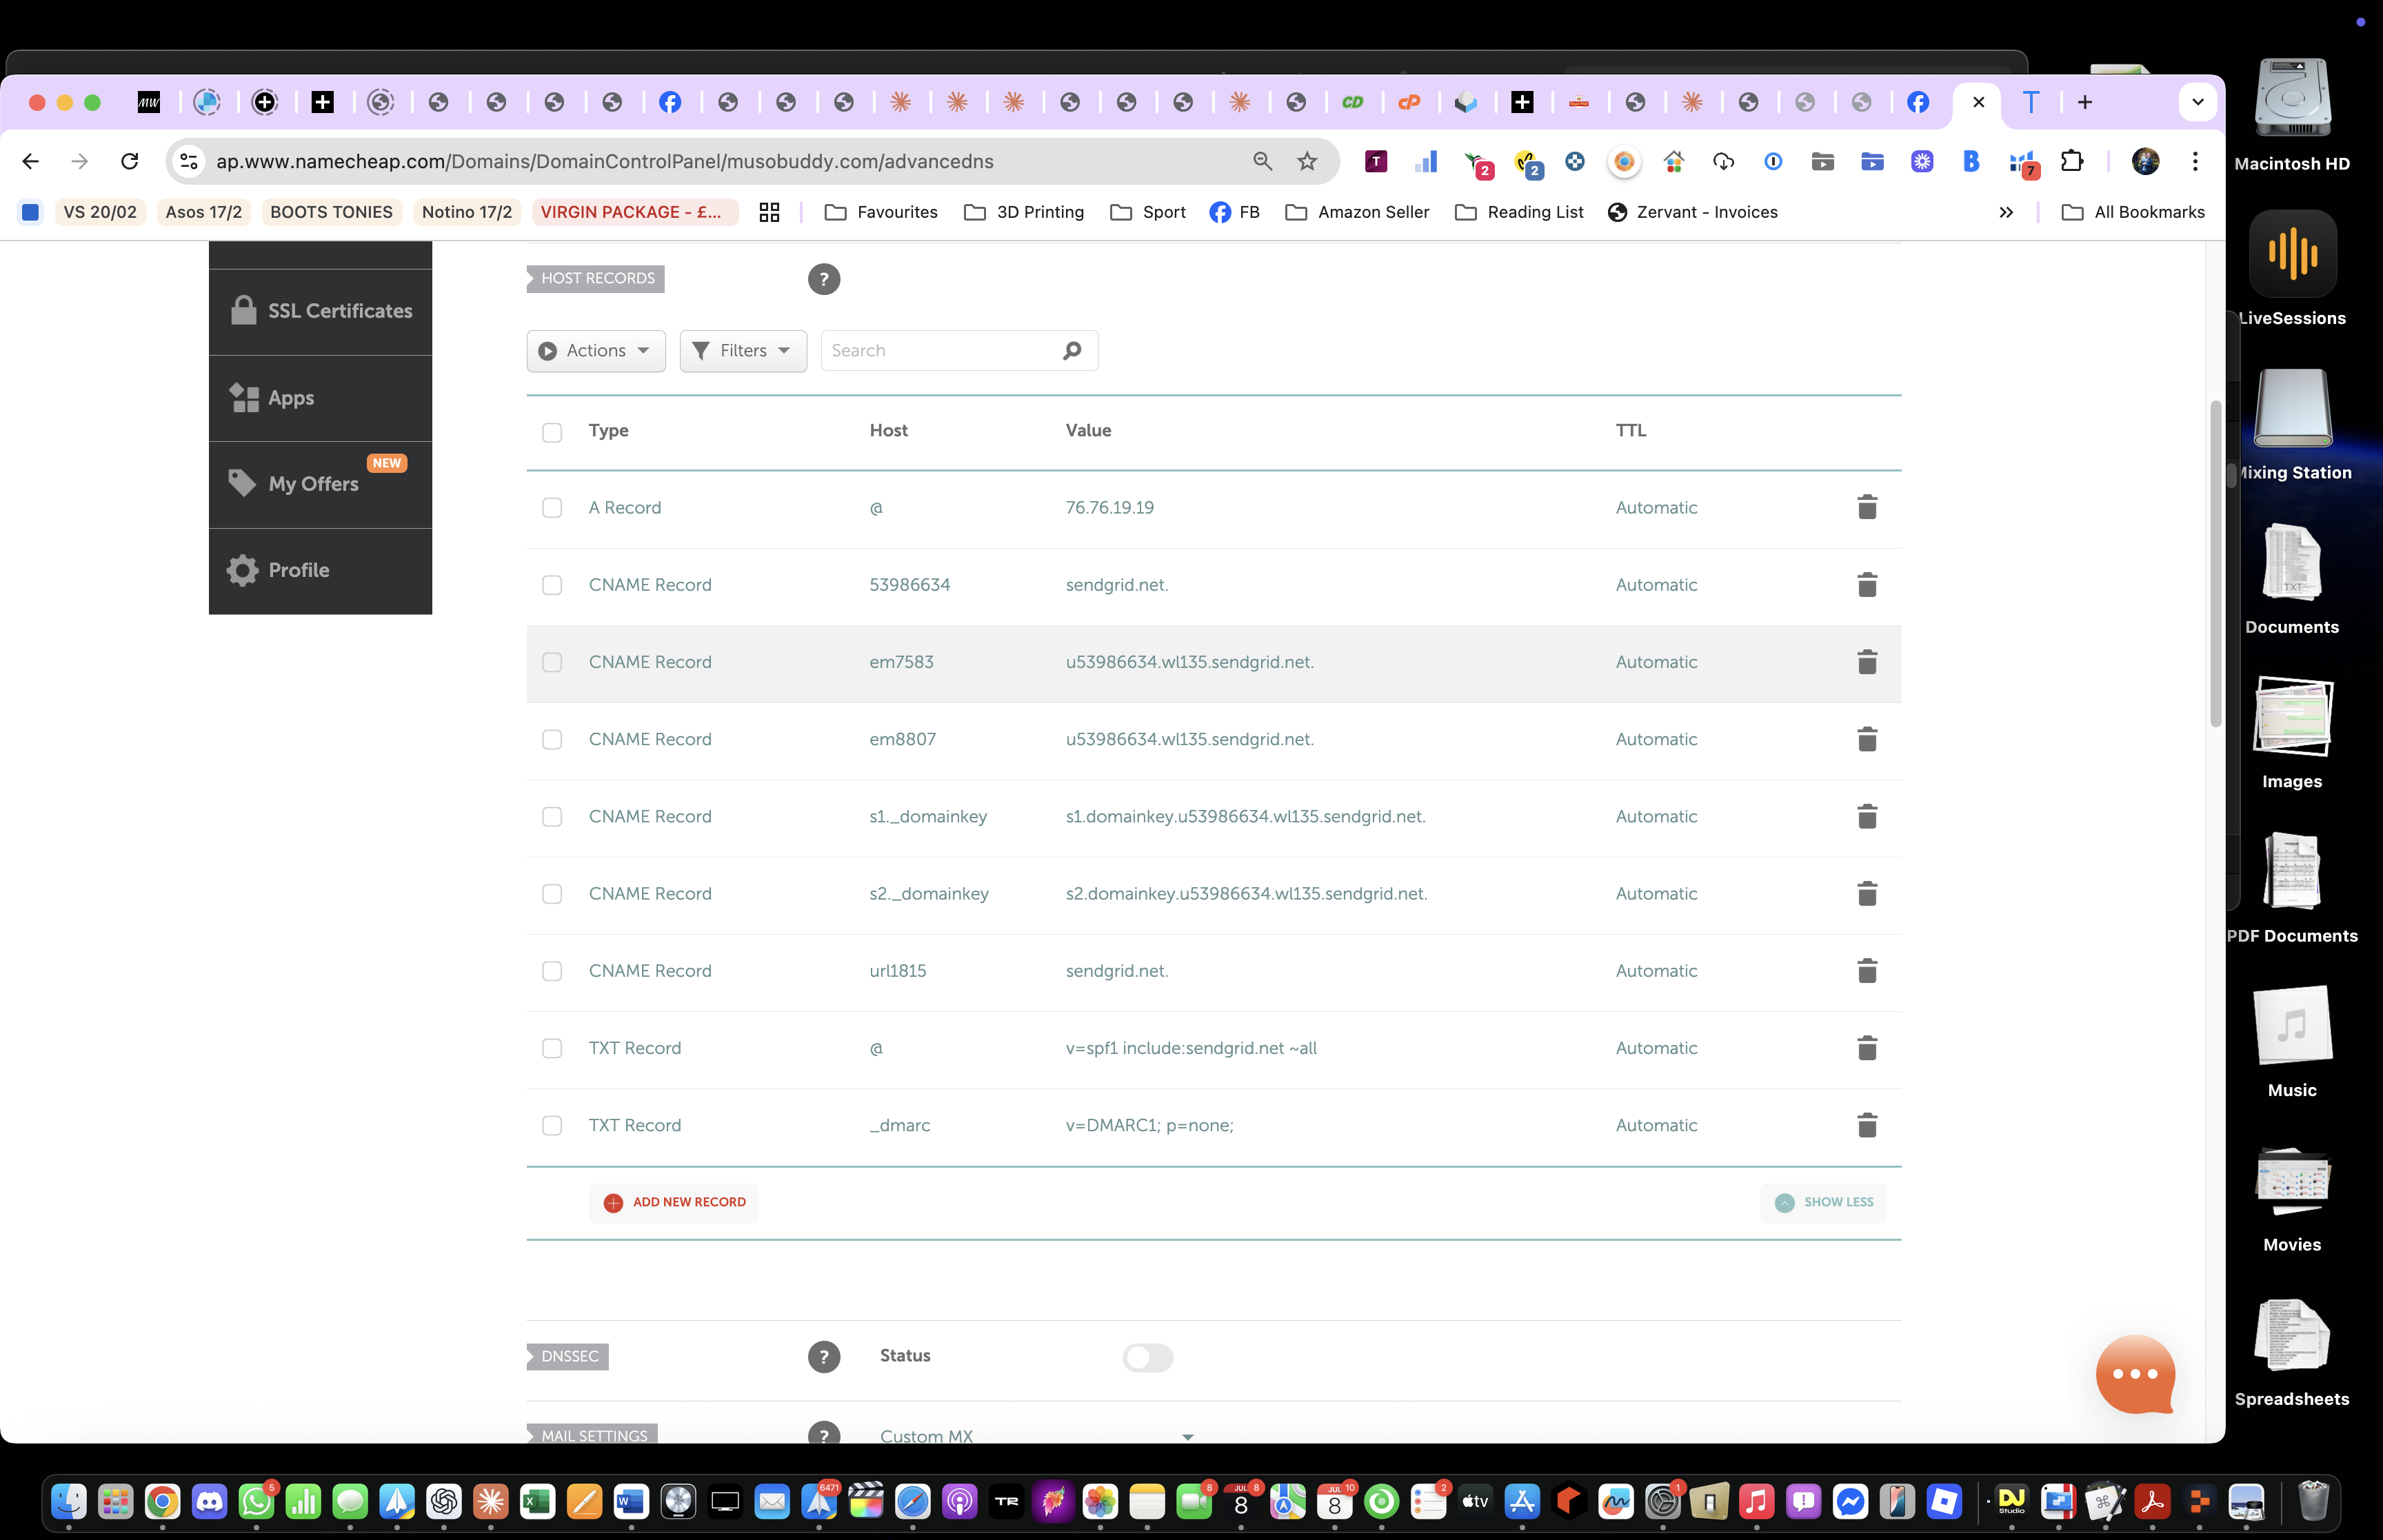 ap.www.namecheap.com/Domains/DomainControlPanel/musobuddy.com/advancedns
VS 20/02
Asos 17/2
BOOTS TONIES
Notino 17/2
VIRGIN PACKAGE - £...
Favourites
3D Printing
Sport
FB
Amazon Seller
Reading List
Zervant - Invoices
All Bookmarks
SSL Certificates
Apps
NEW
My Offers
Profile
HOST RECORDS
Actions
Filters
Search
Type Host Value TTL
A Record @ 76.76.19.19 Automatic
CNAME Record 53986634 sendgrid.net. Automatic
CNAME Record em7583 u53986634.wl135.sendgrid.net. Automatic
CNAME Record em8807 u53986634.wl135.sendgrid.net. Automatic
CNAME Record s1._domainkey s1.domainkey.u53986634.wl135.sendgrid.net. Automatic
CNAME Record s2._domainkey s2.domainkey.u53986634.wl135.sendgrid.net. Automatic
CNAME Record url1815 sendgrid.net. Automatic
TXT Record @ v=spf1 include:sendgrid.net ~all Automatic
TXT Record _dmarc v=DMARC1; p=none; Automatic
ADD NEW RECORD
SHOW LESS
DNSSEC
Status
MAIL SETTINGS
Custom MX
Macintosh HD
LiveSessions
Mixing Station
Documents
Images
PDF Documents
Music
Movies
Spreadsheets